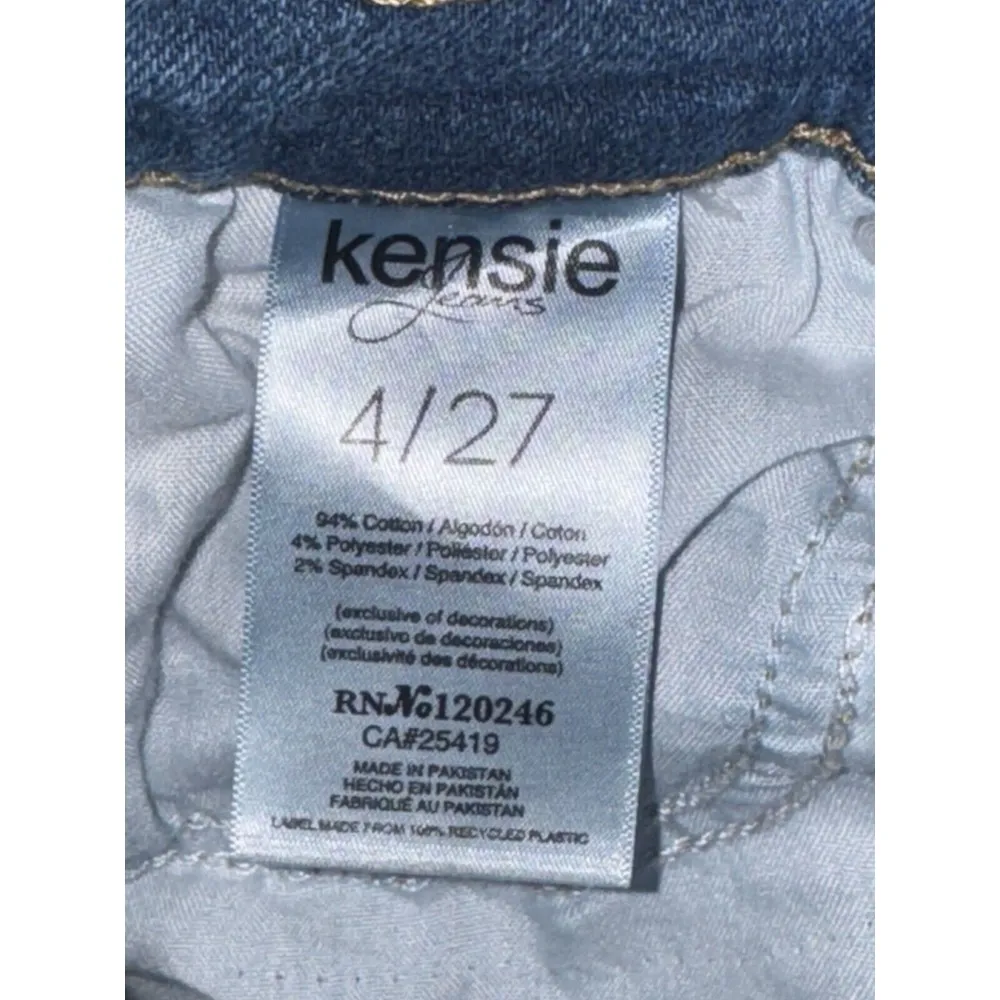 kensie
Jeans
4/27
94% Cotton / Algodón / Coton
4% Polyester / Poliéster / Polyester
2% Spandex / Spandex / Spandex
(exclusive of decorations)
(exclusivo de decoraciones)
(exclusivité des décorations)
RN№120246
CA#25419
MADE IN PAKISTAN
HECHO EN PAKISTÁN
FABRIQUÉ AU PAKISTAN
LABEL MADE FROM 100% RECYCLED PLASTIC